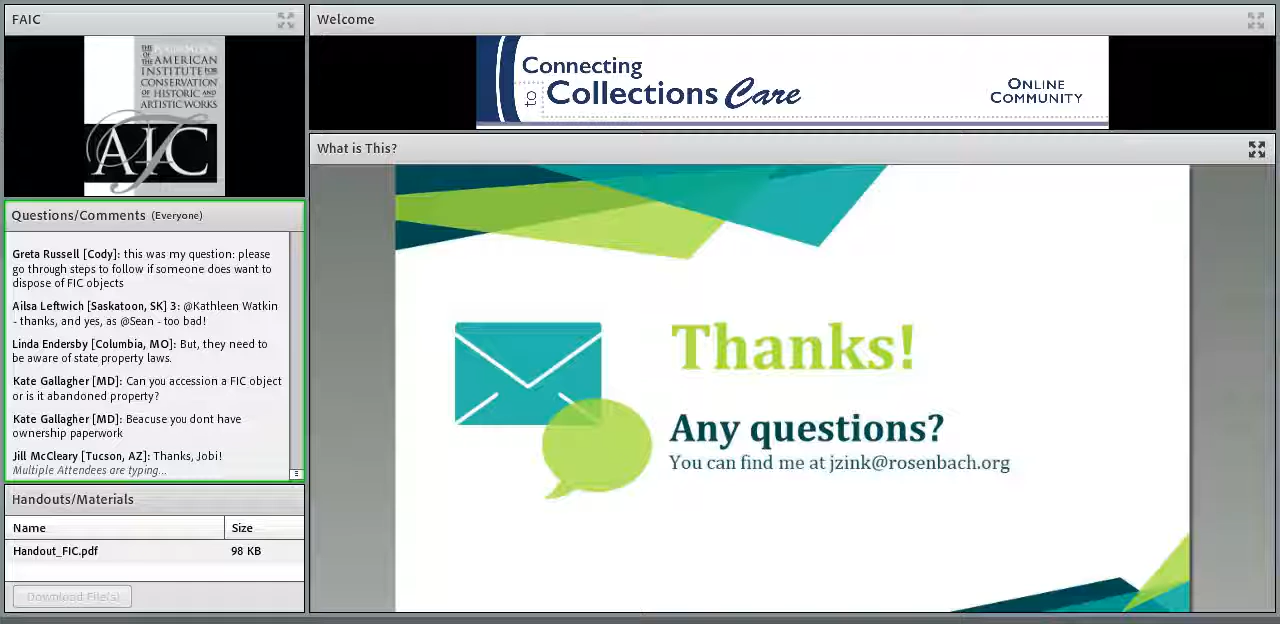 FAIC
THE
OF THE AMERICAN
INSTITUTE FOR
CONSERVATION
OF HISTORIC AND
ARTISTIC WORKS
AIC
Questions/Comments (Everyone)
Greta Russell [Cody]: this was my question: please
go through steps to follow if someone does want to
dispose of FIC objects
Ailsa Leftwich [Saskatoon, SK] 3: @Kathleen Watkin
- thanks, and yes, as @Sean - too bad!
Linda Endersby [Columbia, MO]: But, they need to
be aware of state property laws.
Kate Gallagher [MD]: Can you accession a FIC object
or is it abandoned property?
Kate Gallagher [MD]: Beacuse you dont have
ownership paperwork
Jill McCleary [Tucson, AZ]: Thanks, Jobi!
Multiple Attendees are typing...
Handouts/Materials
Name Size
Handout_FIC.pdf 98 KB
Download File(s)
Welcome
Connecting
to Collections Care
ONLINE
COMMUNITY
What is This?
Thanks!
Any questions?
You can find me at jzink@rosenbach.org